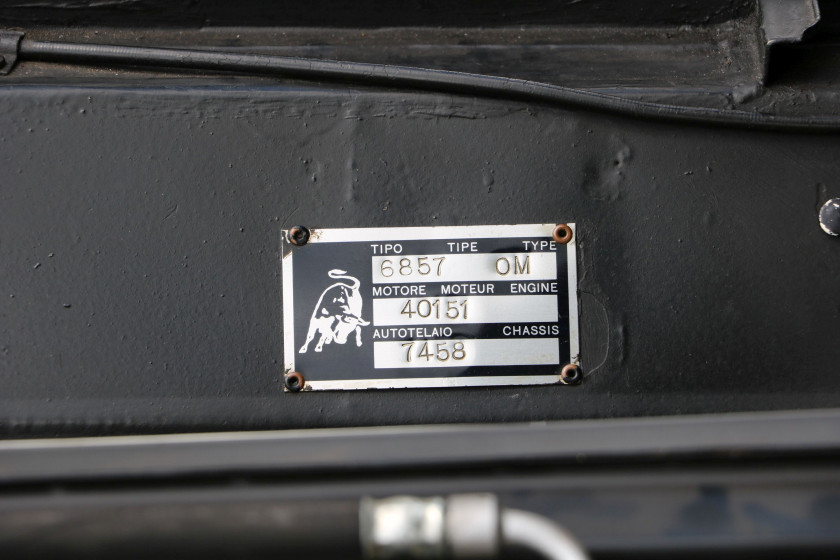 TIPO TIPE TYPE
6857 OM
MOTORE MOTEUR ENGINE
40151
AUTOTELAIO CHASSIS
7458